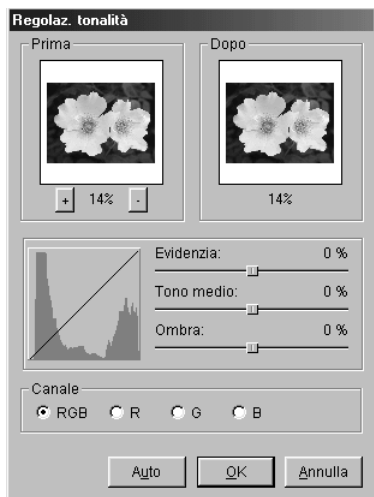 Regolaz. tonalità
Prima
Dopo
+ 14% -
14%
Evidenzia: 0 %
Tono medio: 0 %
Ombra: 0 %
Canale
RGB R G B
Auto OK Annulla